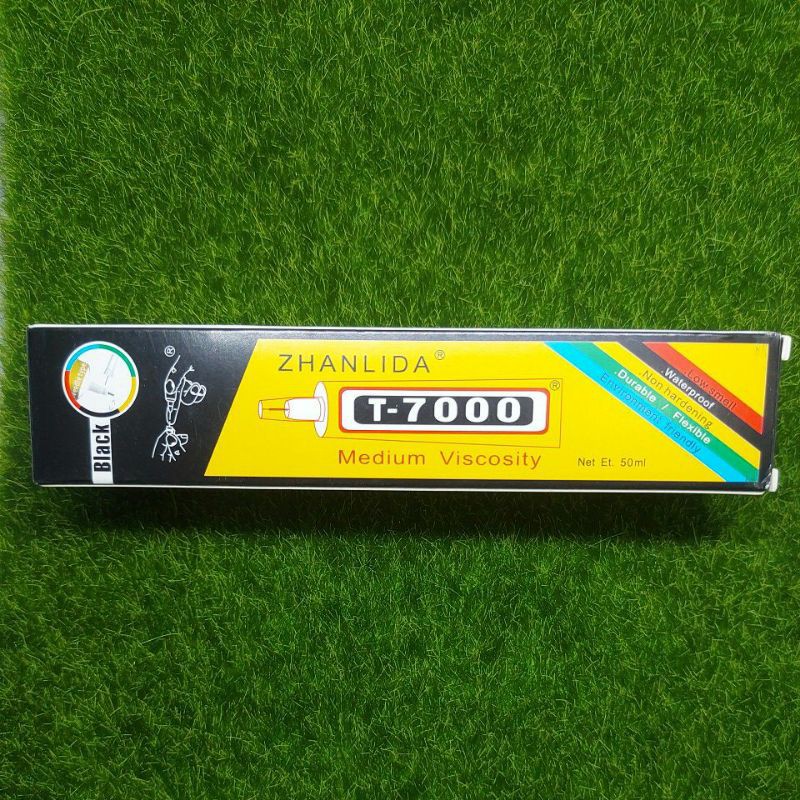 Black
®
ZHANLIDA®
T-7000®
Medium Viscosity
Net Et. 50ml
Low smell
Waterproof
Non hardening
Durable / Flexible
Environment friendly